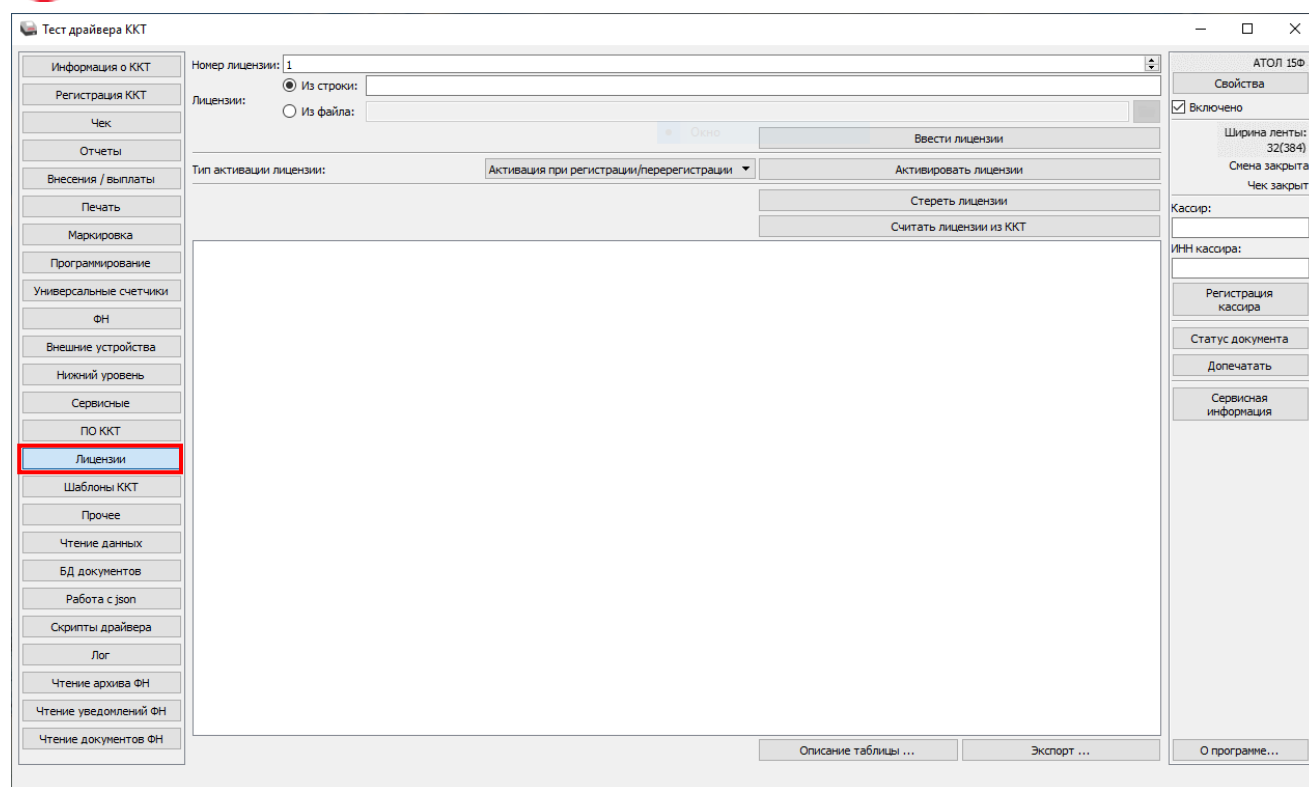 Тест драйвера ККТ
Информация о ККТ
Регистрация ККТ
Чек
Отчеты
Внесения / выплаты
Печать
Маркировка
Программирование
Универсальные счетчики
ФН
Внешние устройства
Нижний уровень
Сервисные
ПО ККТ
Лицензии
Шаблоны ККТ
Прочее
Чтение данных
БД документов
Работа с json
Скрипты драйвера
Лог
Чтение архива ФН
Чтение уведомлений ФН
Чтение документов ФН
Номер лицензии: 1
Лицензии:
Из строки:
Из файла:
Окно
Ввести лицензии
Тип активации лицензии:
Активация при регистрации/перерегистрации
Активировать лицензии
Стереть лицензии
Считать лицензии из ККТ
Описание таблицы ...
Экспорт ...
АТОЛ 15Ф
Свойства
Включено
Ширина ленты:
32(384)
Смена закрыта
Чек закрыт
Кассир:
ИНН кассира:
Регистрация
кассира
Статус документа
Допечатать
Сервисная
информация
О программе...